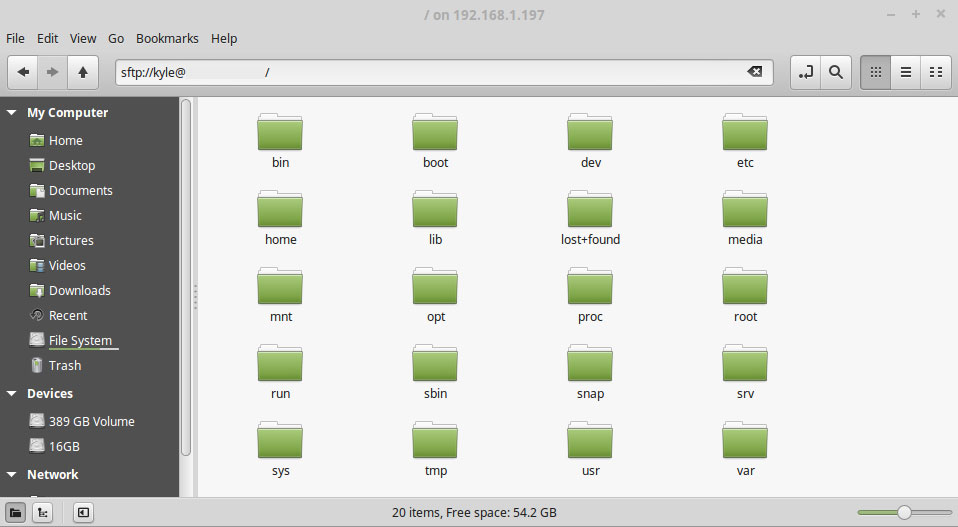 / on 192.168.1.197
File Edit View Go Bookmarks Help
sftp://kyle@ /
My Computer
Home
Desktop
Documents
Music
Pictures
Videos
Downloads
Recent
File System
Trash
Devices
389 GB Volume
16GB
Network
bin boot dev etc
home lib lost+found media
mnt opt proc root
run sbin snap srv
sys tmp usr var
20 items, Free space: 54.2 GB